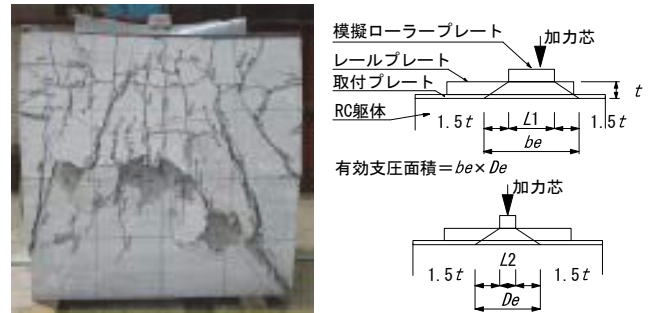 模擬ローラープレート
加力芯
レールプレート
取付プレート
t
RC躯体
1.5t
L1
1.5t
be
有効支圧面積＝be×De
加力芯
L2
1.5t
1.5t
De